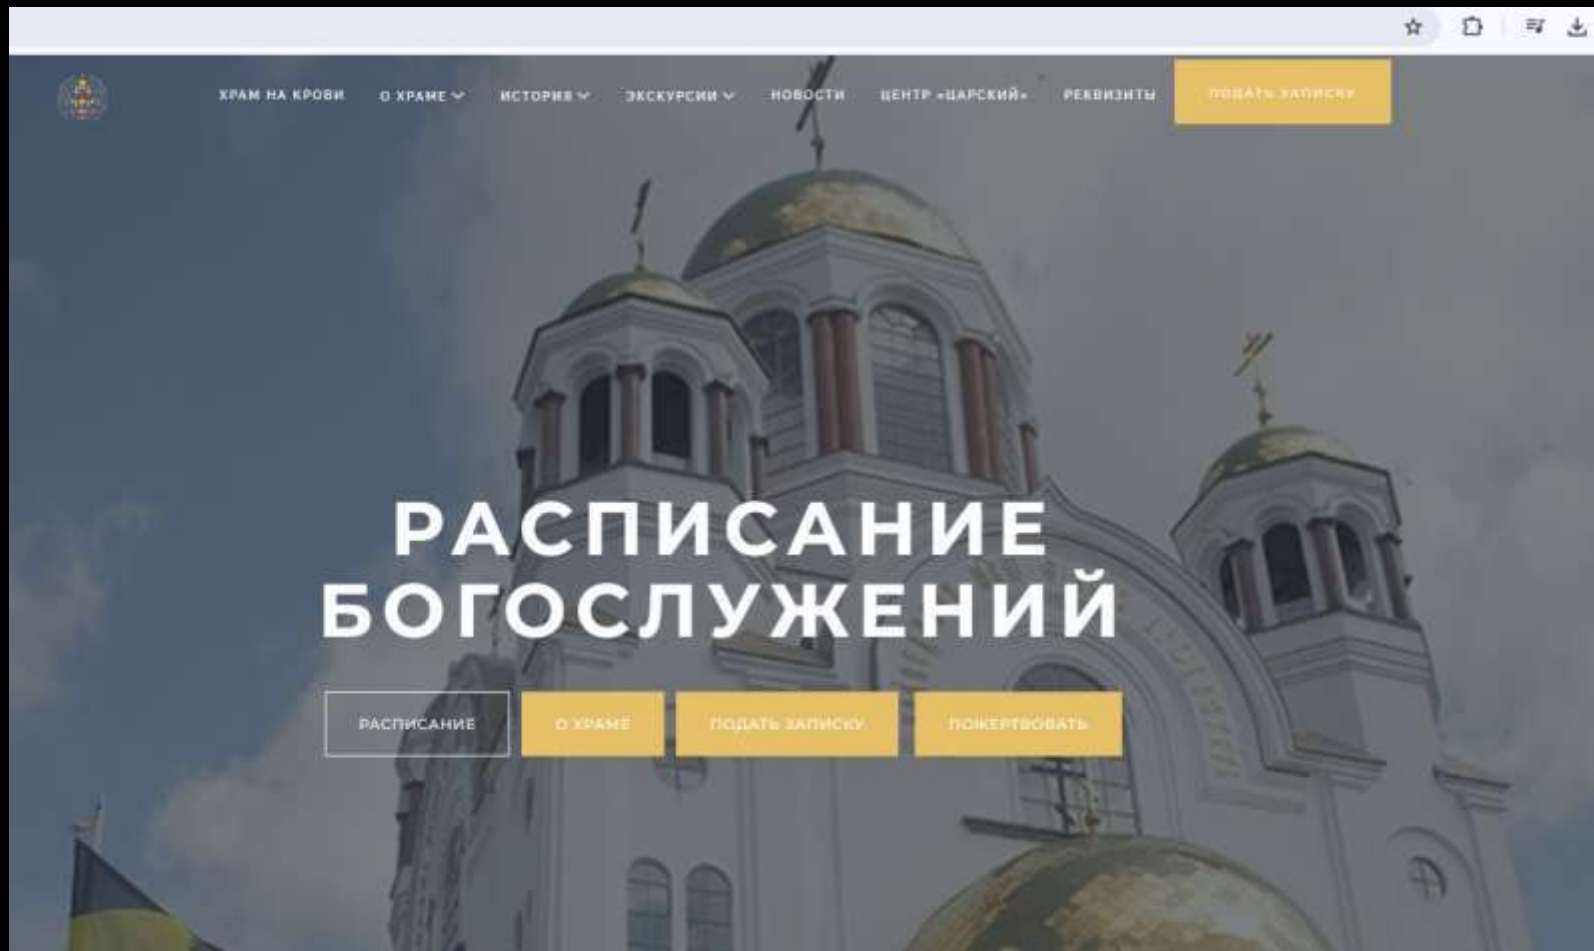 ХРАМ НА КРОВИ
О ХРАМЕ
ИСТОРИЯ
ЭКСКУРСИИ
НОВОСТИ
ЦЕНТР «ЦАРСКИЙ»
РЕКВИЗИТЫ
ПОДАТЬ ЗАПИСКУ
РАСПИСАНИЕ
БОГОСЛУЖЕНИЙ
РАСПИСАНИЕ
О ХРАМЕ
ПОДАТЬ ЗАПИСКУ
ПОЖЕРТВОВАТЬ